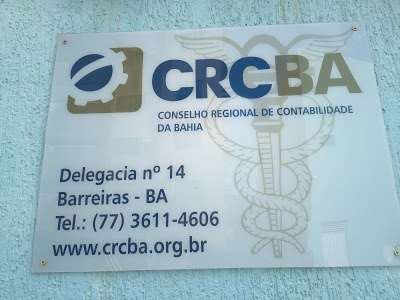 CRCBA
CONSELHO REGIONAL DE CONTABILIDADE
DA BAHIA
Delegacia nº 14
Barreiras - BA
Tel.: (77) 3611-4606
www.crcba.org.br